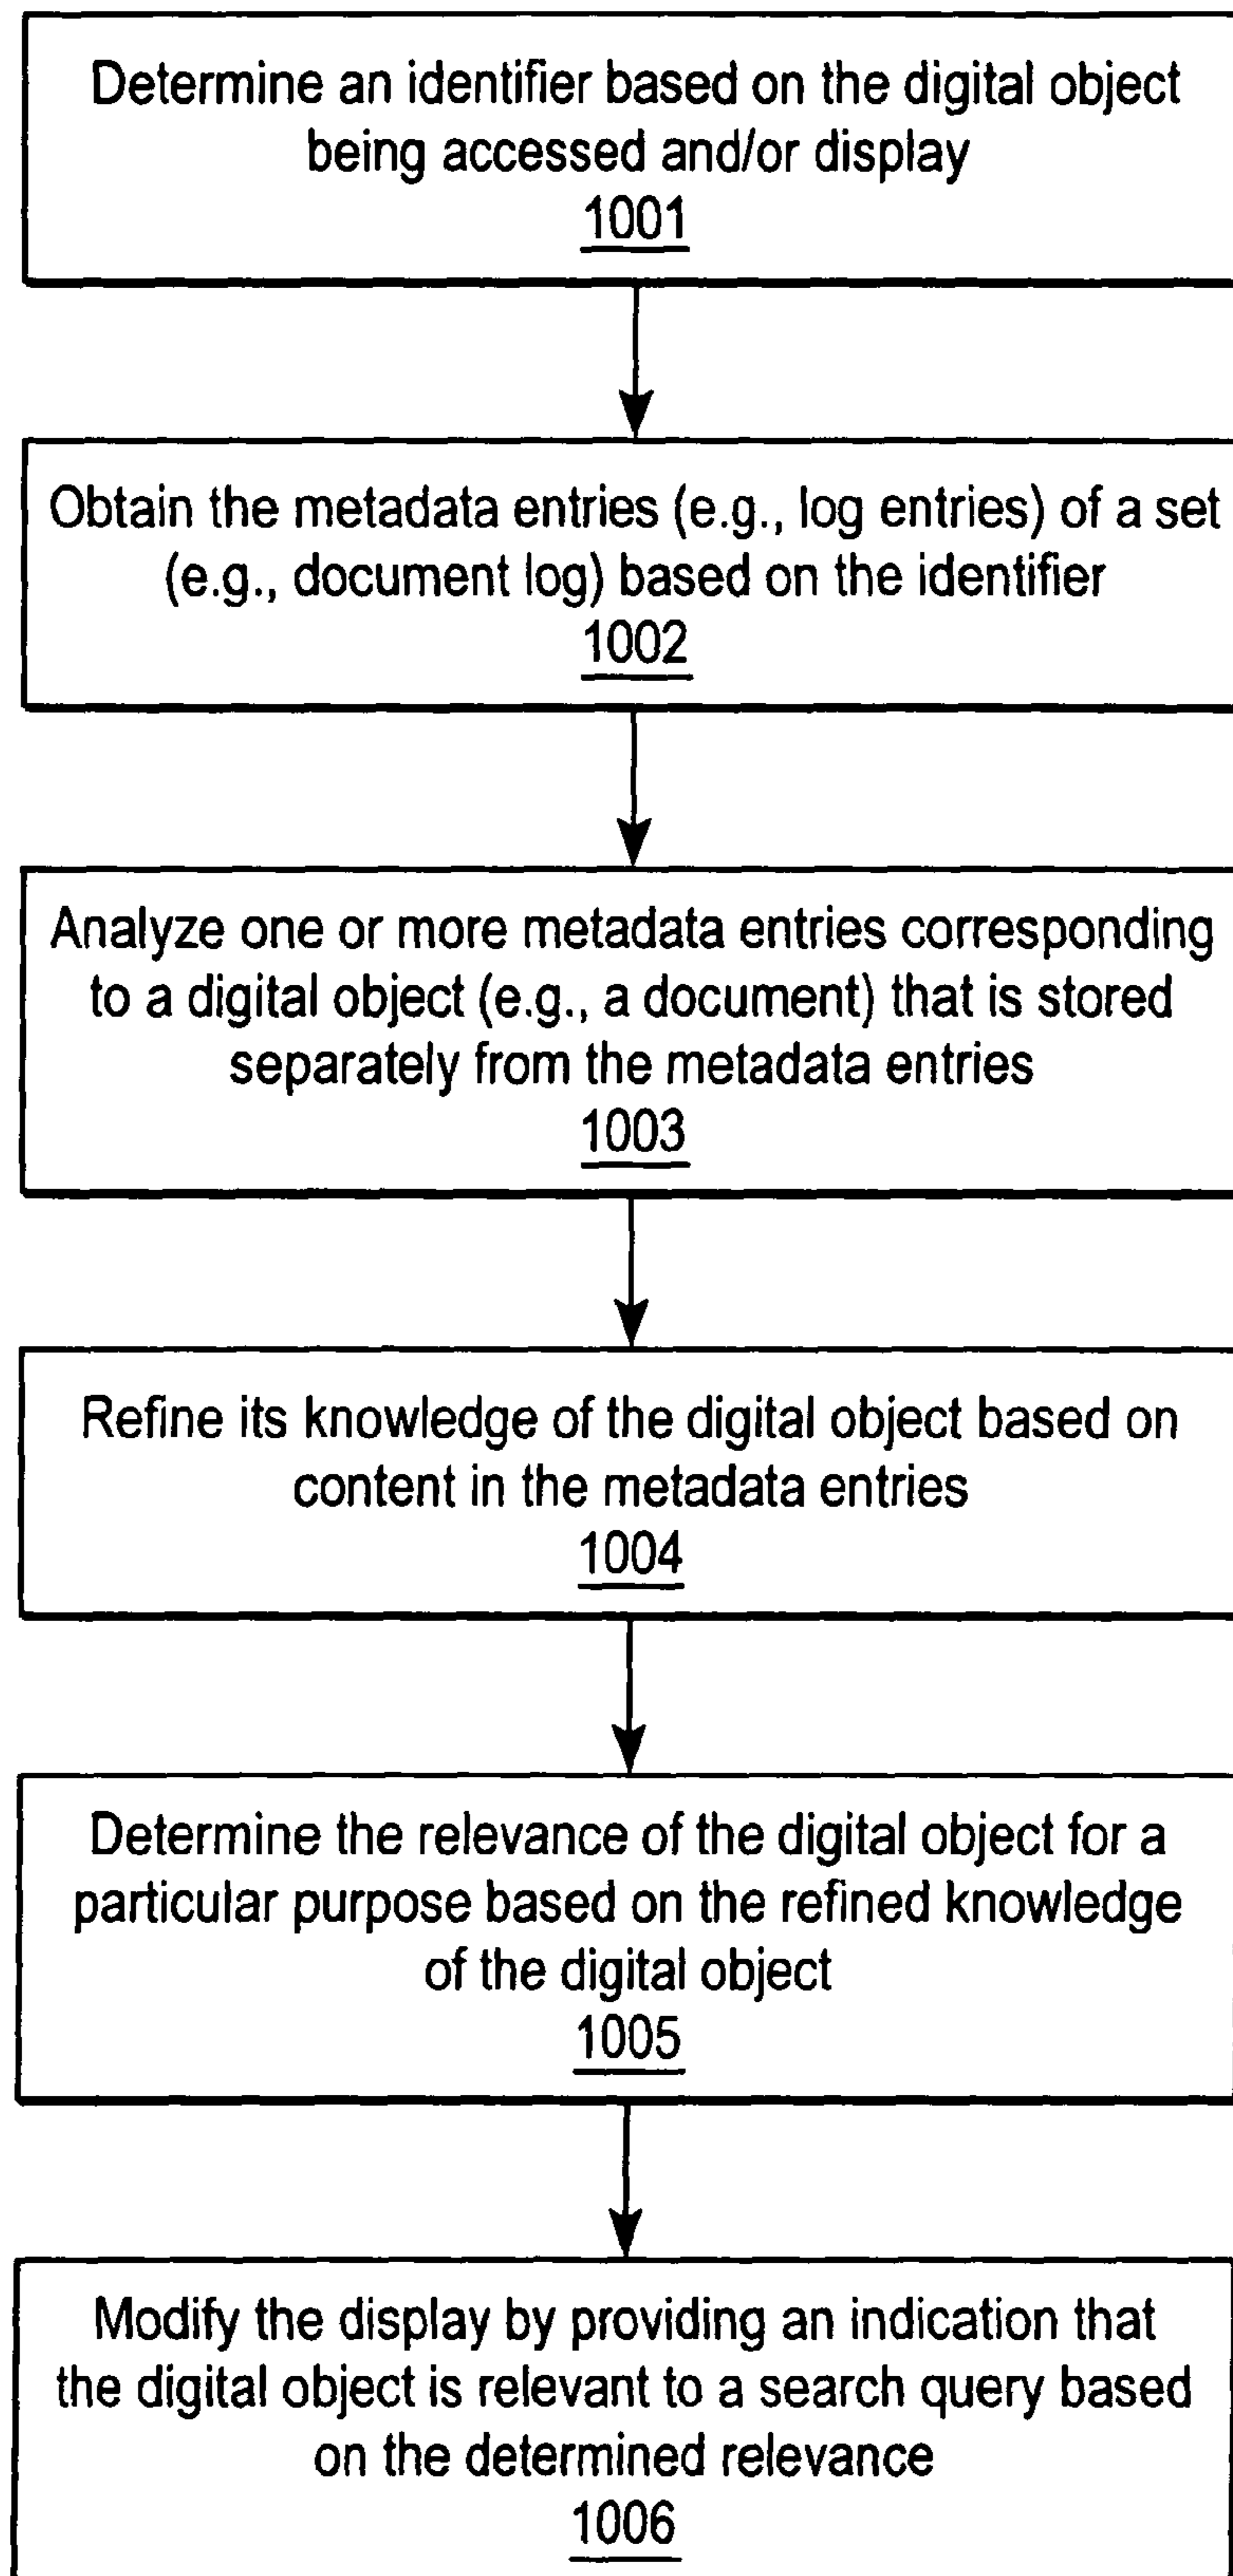 Determine an identifier based on the digital object
being accessed and/or display
1001
Obtain the metadata entries (e.g., log entries) of a set
(e.g., document log) based on the identifier
1002
Analyze one or more metadata entries corresponding
to a digital object (e.g., a document) that is stored
separately from the metadata entries
1003
Refine its knowledge of the digital object based on
content in the metadata entries
1004
Determine the relevance of the digital object for a
particular purpose based on the refined knowledge
of the digital object
1005
Modify the display by providing an indication that
the digital object is relevant to a search query based
on the determined relevance
1006